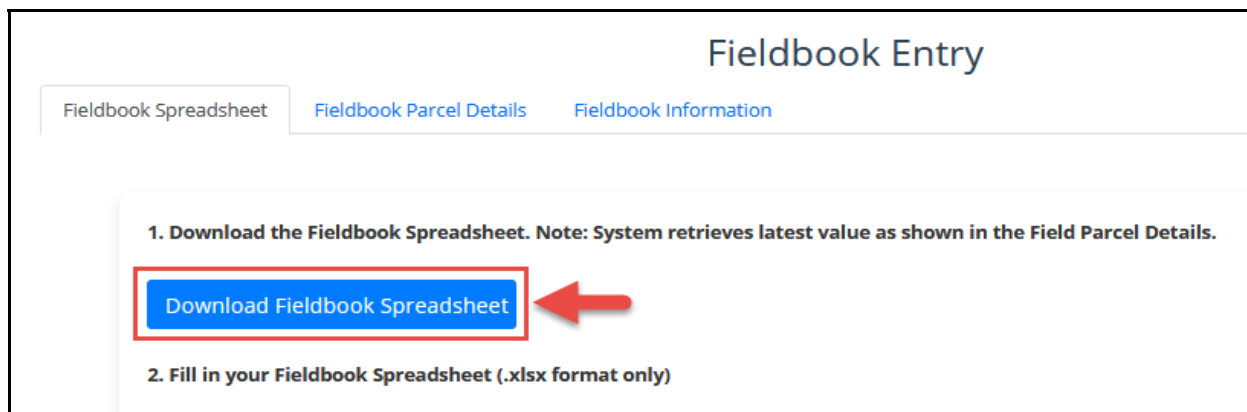 Fieldbook Entry
Fieldbook Spreadsheet Fieldbook Parcel Details Fieldbook Information
1. Download the Fieldbook Spreadsheet. Note: System retrieves latest value as shown in the Field Parcel Details.
Download Fieldbook Spreadsheet
2. Fill in your Fieldbook Spreadsheet (.xlsx format only)